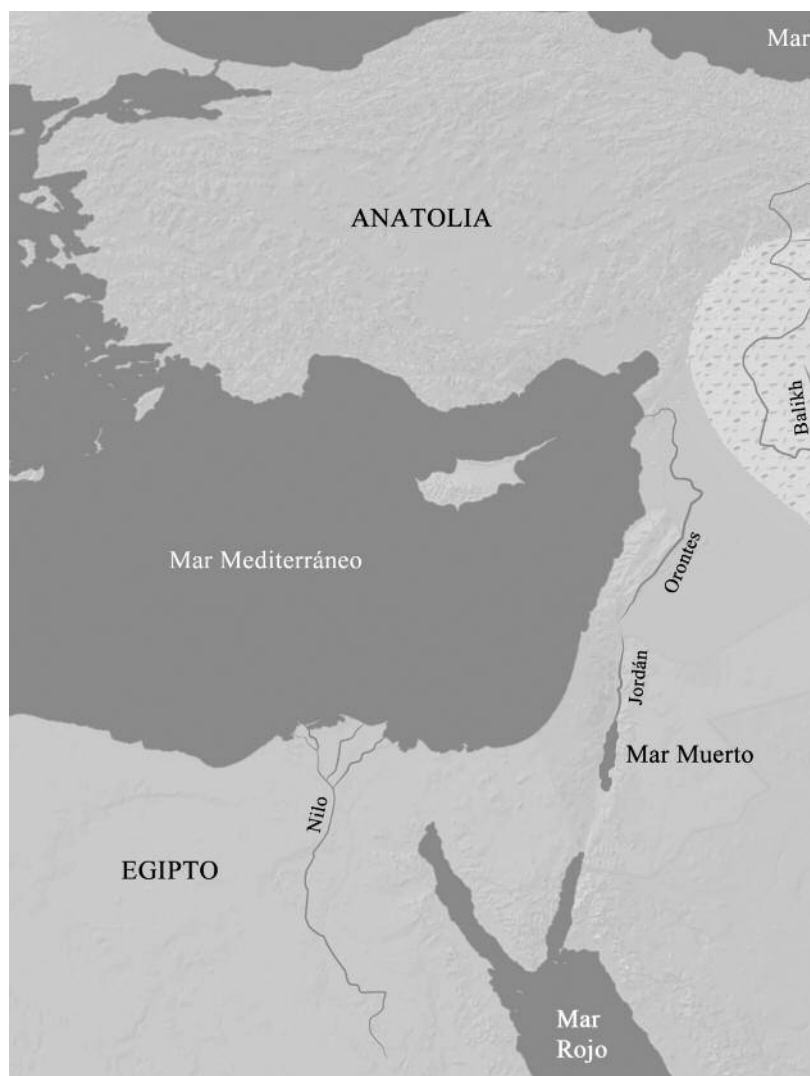 Mar
ANATOLIA
Balikh
Mar Mediterráneo
Orontes
Jordán
Mar Muerto
Nilo
EGIPTO
Mar
Rojo